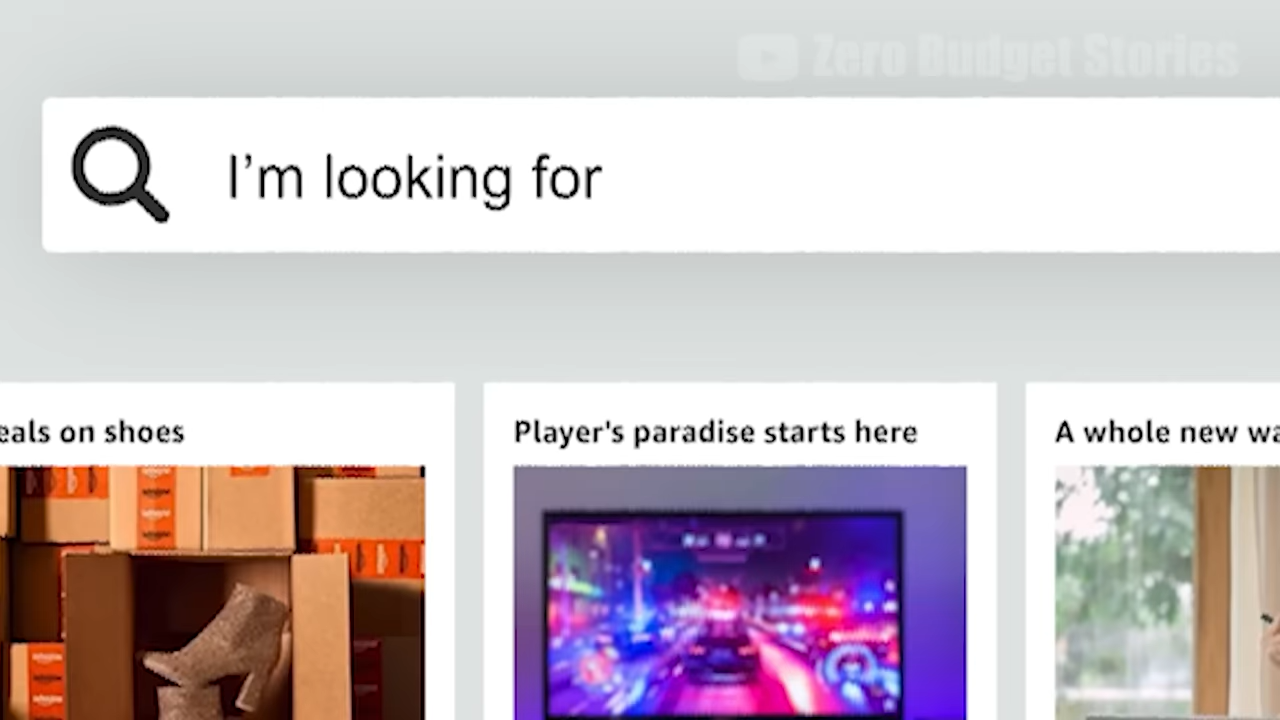 Zero Budget Stories
I’m looking for
eals on shoes
Player's paradise starts here
A whole new wa